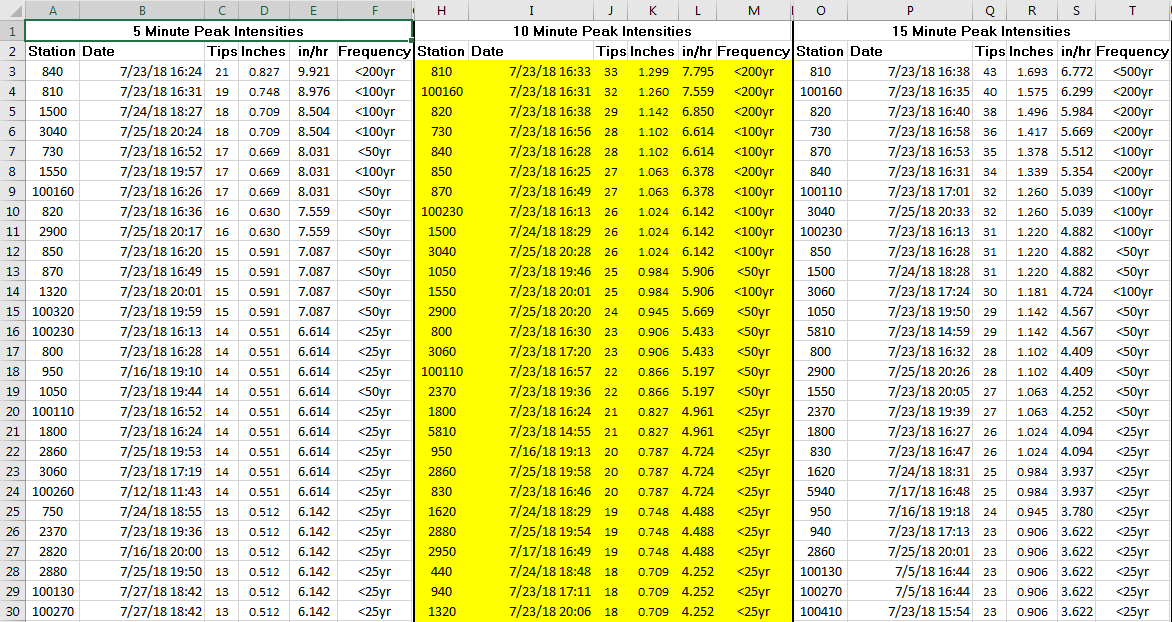 A B C D E F H I J K L M O P Q R S T
1 5 Minute Peak Intensities 10 Minute Peak Intensities 15 Minute Peak Intensities
2 Station Date Tips Inches in/hr Frequency Station Date Tips Inches in/hr Frequency Station Date Tips Inches in/hr Frequency
3 840 7/23/18 16:24 21 0.827 9.921 <200yr 810 7/23/18 16:33 33 1.299 7.795 <200yr 810 7/23/18 16:38 43 1.693 6.772 <500yr
4 810 7/23/18 16:31 19 0.748 8.976 <100yr 100160 7/23/18 16:31 32 1.260 7.559 <200yr 100160 7/23/18 16:35 40 1.575 6.299 <200yr
5 1500 7/24/18 18:27 18 0.709 8.504 <100yr 820 7/23/18 16:38 29 1.142 6.850 <200yr 820 7/23/18 16:40 38 1.496 5.984 <200yr
6 3040 7/25/18 20:24 18 0.709 8.504 <100yr 730 7/23/18 16:56 28 1.102 6.614 <100yr 730 7/23/18 16:58 36 1.417 5.669 <200yr
7 730 7/23/18 16:52 17 0.669 8.031 <50yr 840 7/23/18 16:28 28 1.102 6.614 <100yr 870 7/23/18 16:53 35 1.378 5.512 <100yr
8 1550 7/23/18 19:57 17 0.669 8.031 <100yr 850 7/23/18 16:25 27 1.063 6.378 <200yr 840 7/23/18 16:31 34 1.339 5.354 <200yr
9 100160 7/23/18 16:26 17 0.669 8.031 <50yr 870 7/23/18 16:49 27 1.063 6.378 <100yr 100110 7/23/18 17:01 32 1.260 5.039 <100yr
10 820 7/23/18 16:36 16 0.630 7.559 <50yr 100230 7/23/18 16:13 26 1.024 6.142 <100yr 3040 7/25/18 20:33 32 1.260 5.039 <100yr
11 2900 7/25/18 20:17 16 0.630 7.559 <50yr 1500 7/24/18 18:29 26 1.024 6.142 <100yr 100230 7/23/18 16:13 31 1.220 4.882 <100yr
12 850 7/23/18 16:20 15 0.591 7.087 <50yr 3040 7/25/18 20:28 26 1.024 6.142 <100yr 850 7/23/18 16:28 31 1.220 4.882 <50yr
13 870 7/23/18 16:49 15 0.591 7.087 <50yr 1050 7/23/18 19:46 25 0.984 5.906 <50yr 1500 7/24/18 18:28 31 1.220 4.882 <50yr
14 1320 7/23/18 20:01 15 0.591 7.087 <50yr 1550 7/23/18 20:01 25 0.984 5.906 <100yr 3060 7/23/18 17:24 30 1.181 4.724 <100yr
15 100320 7/23/18 19:59 15 0.591 7.087 <50yr 2900 7/25/18 20:20 24 0.945 5.669 <50yr 1050 7/23/18 19:50 29 1.142 4.567 <50yr
16 100230 7/23/18 16:13 14 0.551 6.614 <25yr 800 7/23/18 16:30 23 0.906 5.433 <50yr 5810 7/23/18 14:59 29 1.142 4.567 <50yr
17 800 7/23/18 16:28 14 0.551 6.614 <25yr 3060 7/23/18 17:20 23 0.906 5.433 <50yr 800 7/23/18 16:32 28 1.102 4.409 <50yr
18 950 7/16/18 19:10 14 0.551 6.614 <25yr 100110 7/23/18 16:57 22 0.866 5.197 <50yr 2900 7/25/18 20:26 28 1.102 4.409 <50yr
19 1050 7/23/18 19:44 14 0.551 6.614 <50yr 2370 7/23/18 19:36 22 0.866 5.197 <50yr 1550 7/23/18 20:05 27 1.063 4.252 <50yr
20 100110 7/23/18 16:52 14 0.551 6.614 <25yr 1800 7/23/18 16:24 21 0.827 4.961 <25yr 2370 7/23/18 19:39 27 1.063 4.252 <50yr
21 1800 7/23/18 16:24 14 0.551 6.614 <25yr 5810 7/23/18 14:55 21 0.827 4.961 <25yr 1800 7/23/18 16:27 26 1.024 4.094 <25yr
22 2860 7/25/18 19:53 14 0.551 6.614 <25yr 950 7/16/18 19:13 20 0.787 4.724 <25yr 830 7/23/18 16:47 26 1.024 4.094 <25yr
23 3060 7/23/18 17:19 14 0.551 6.614 <25yr 2860 7/25/18 19:58 20 0.787 4.724 <25yr 1620 7/24/18 18:31 25 0.984 3.937 <25yr
24 100260 7/12/18 11:43 14 0.551 6.614 <25yr 830 7/23/18 16:46 20 0.787 4.724 <25yr 5940 7/17/18 16:48 25 0.984 3.937 <25yr
25 750 7/24/18 18:55 13 0.512 6.142 <25yr 1620 7/24/18 18:29 19 0.748 4.488 <25yr 950 7/16/18 19:18 24 0.945 3.780 <25yr
26 2370 7/23/18 19:36 13 0.512 6.142 <25yr 2880 7/25/18 19:54 19 0.748 4.488 <25yr 940 7/23/18 17:13 23 0.906 3.622 <25yr
27 2820 7/16/18 20:00 13 0.512 6.142 <25yr 2950 7/17/18 16:49 19 0.748 4.488 <25yr 2860 7/25/18 20:01 23 0.906 3.622 <25yr
28 2880 7/25/18 19:50 13 0.512 6.142 <25yr 440 7/24/18 18:48 18 0.709 4.252 <25yr 100130 7/5/18 16:44 23 0.906 3.622 <25yr
29 100130 7/27/18 18:42 13 0.512 6.142 <25yr 940 7/23/18 17:11 18 0.709 4.252 <25yr 100270 7/5/18 16:44 23 0.906 3.622 <25yr
30 100270 7/27/18 18:42 13 0.512 6.142 <25yr 1320 7/23/18 20:06 18 0.709 4.252 <25yr 100410 7/23/18 15:54 23 0.906 3.622 <25yr